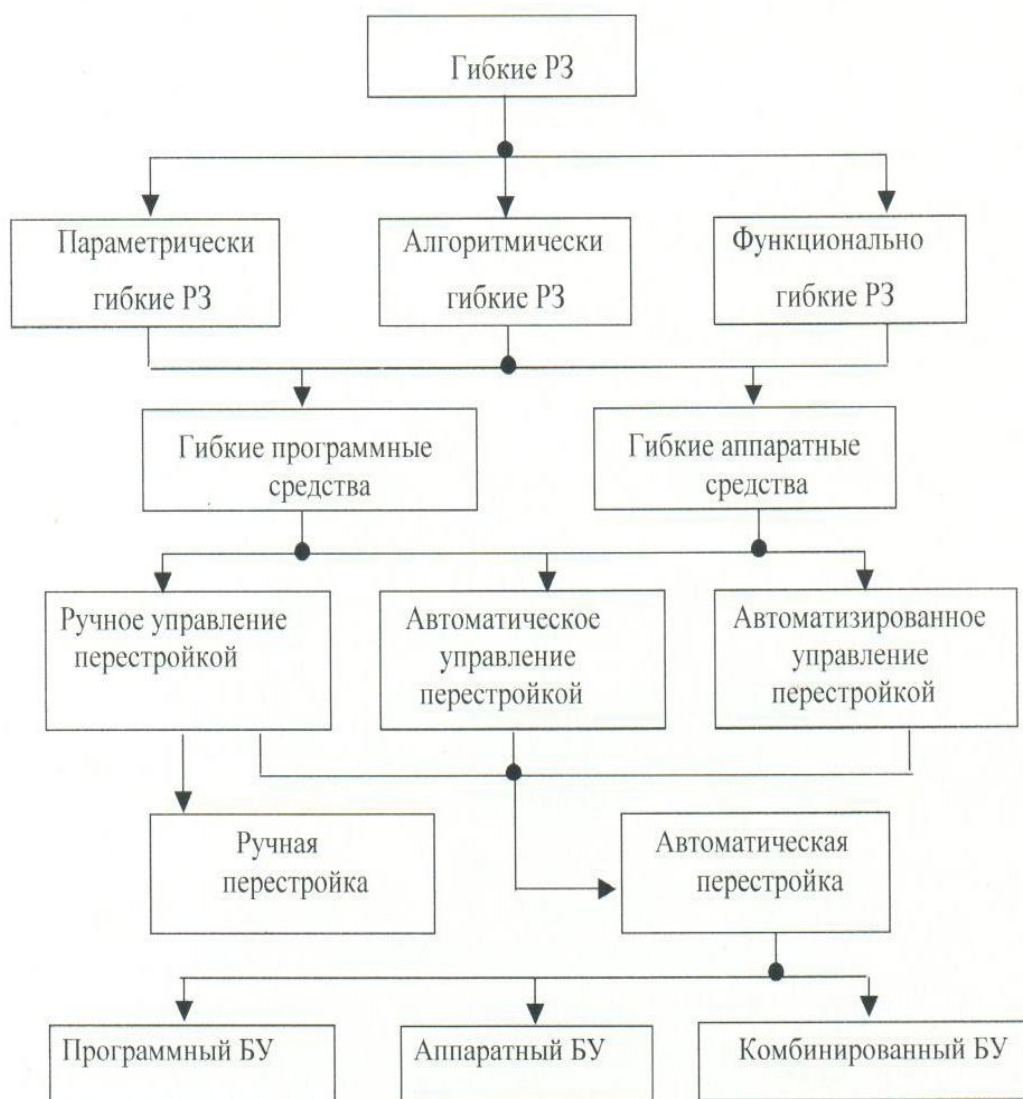 Гибкие РЗ
Параметрически
гибкие РЗ
Алгоритмически
гибкие РЗ
Функционально
гибкие РЗ
Гибкие программные
средства
Гибкие аппаратные
средства
Ручное управление
перестройкой
Автоматическое
управление
перестройкой
Автоматизированное
управление
перестройкой
Ручная
перестройка
Автоматическая
перестройка
Программный БУ
Аппаратный БУ
Комбинированный БУ